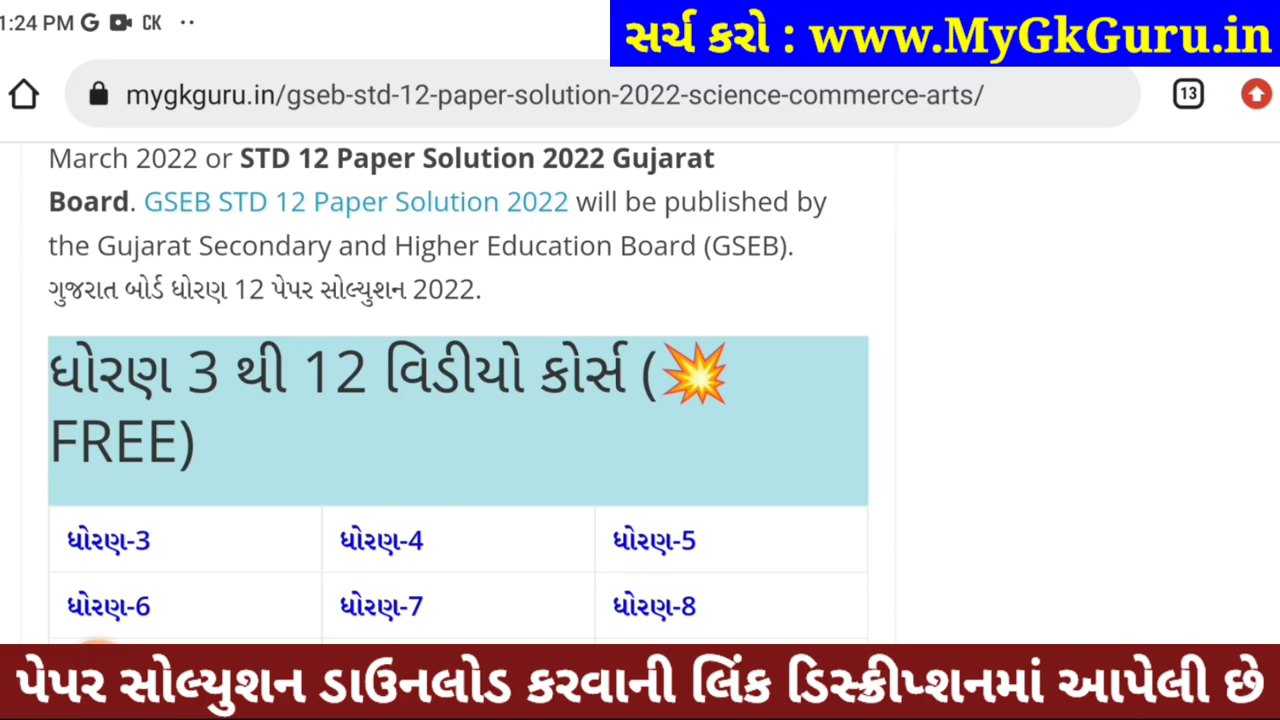 1:24 PM G CK
સર્ચ કરો : www.MyGkGuru.in
mygkguru.in/gseb-std-12-paper-solution-2022-science-commerce-arts/
13
March 2022 or STD 12 Paper Solution 2022 Gujarat
Board. GSEB STD 12 Paper Solution 2022 will be published by
the Gujarat Secondary and Higher Education Board (GSEB).
ગુજરાત બોર્ડ ધોરણ 12 પેપર સોલ્યુશન 2022.
ધોરણ 3 થી 12 વિડીયો કોર્સ (💥
FREE)
ધોરણ-3 ધોરણ-4 ધોરણ-5
ધોરણ-6 ધોરણ-7 ધોરણ-8
પેપર સોલ્યુશન ડાઉનલોડ કરવાની લિંક ડિસ્ક્રીપ્શનમાં આપેલી છે